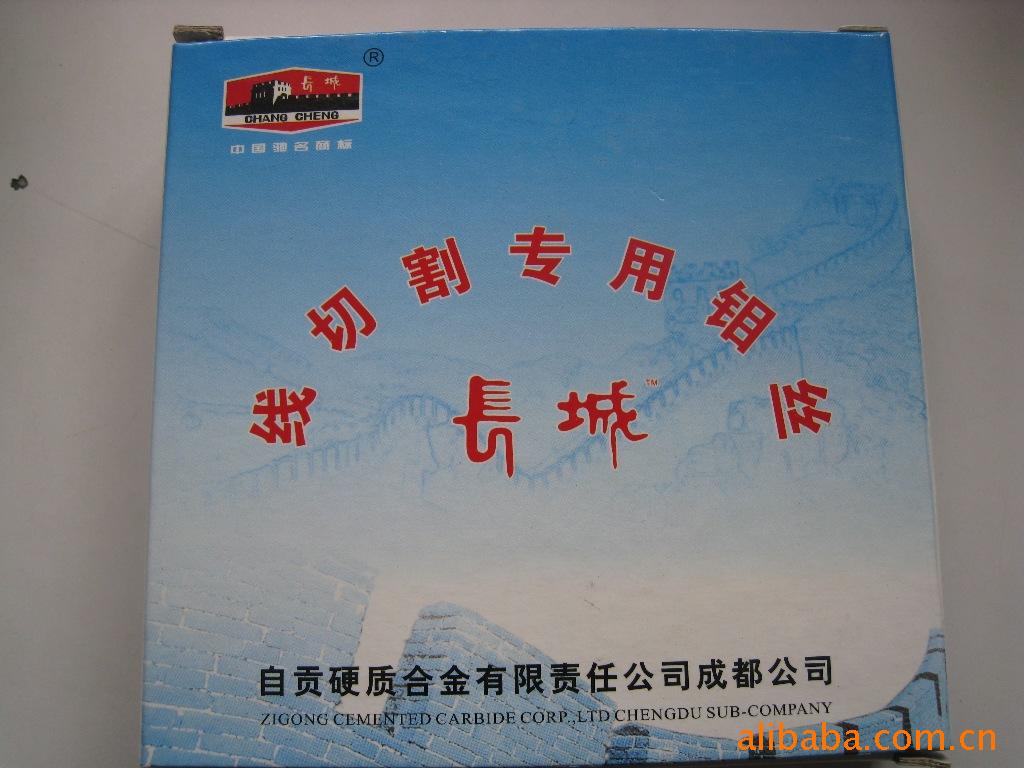 ®
長城
CHANG CHENG
中国驰名商标
线切割专用钼丝
長城™
自贡硬质合金有限责任公司成都公司
ZIGONG CEMENTED CARBIDE CORP.,LTD CHENGDU SUB-COMPANY
alibaba.com.cn